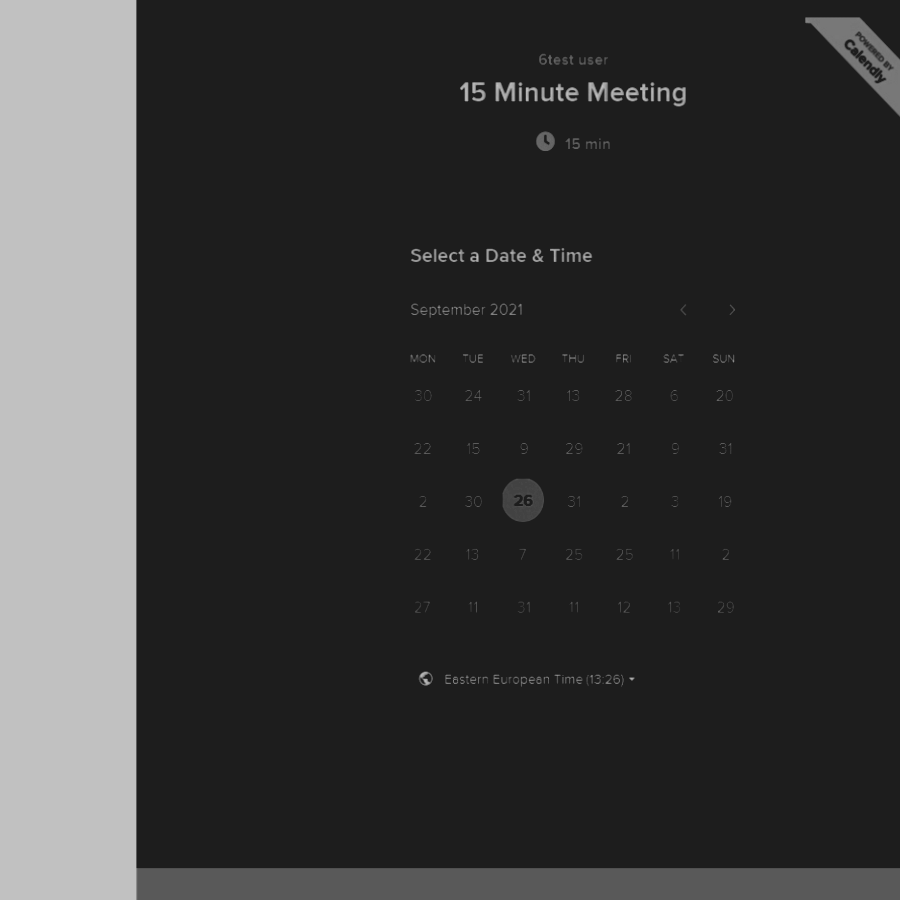 POWERED BY
Calendly
6test user
15 Minute Meeting
15 min
Select a Date & Time
September 2021
MON TUE WED THU FRI SAT SUN
30 24 31 13 28 6 20
22 15 9 29 21 9 31
2 30 26 31 2 3 19
22 13 7 25 25 11 2
27 11 31 11 12 13 29
Eastern European Time (13:26)